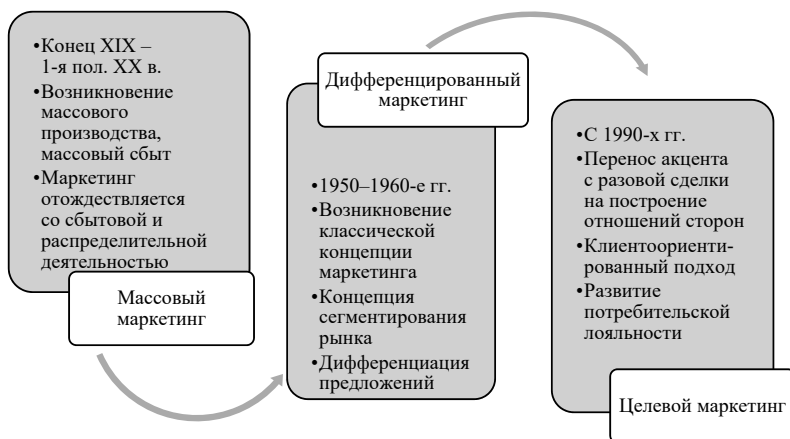 •Конец XIX –
1-я пол. XX в.
•Возникновение
массового
производства,
массовый сбыт
•Маркетинг
отождествляется
со сбытовой и
распределительной
деятельностью
Массовый
маркетинг
Дифференцированный
маркетинг
•1950–1960-е гг.
•Возникновение
классической
концепции
маркетинга
•Концепция
сегментирования
рынка
•Дифференциация
предложений
•С 1990-х гг.
•Перенос акцента
с разовой сделки
на построение
отношений сторон
•Клиентоориенти-
рованный подход
•Развитие
потребительской
лояльности
Целевой маркетинг